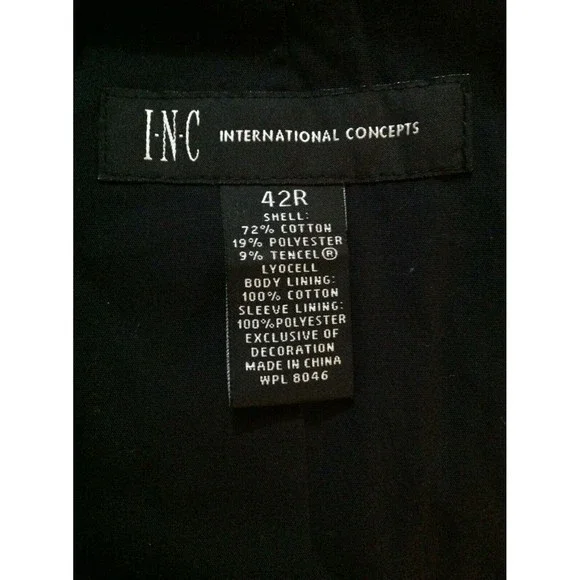 I·N·C INTERNATIONAL CONCEPTS
42R
SHELL:
72% COTTON
19% POLYESTER
9% TENCEL®
LYOCELL
BODY LINING:
100% COTTON
SLEEVE LINING:
100%POLYESTER
EXCLUSIVE OF
DECORATION
MADE IN CHINA
WPL 8046